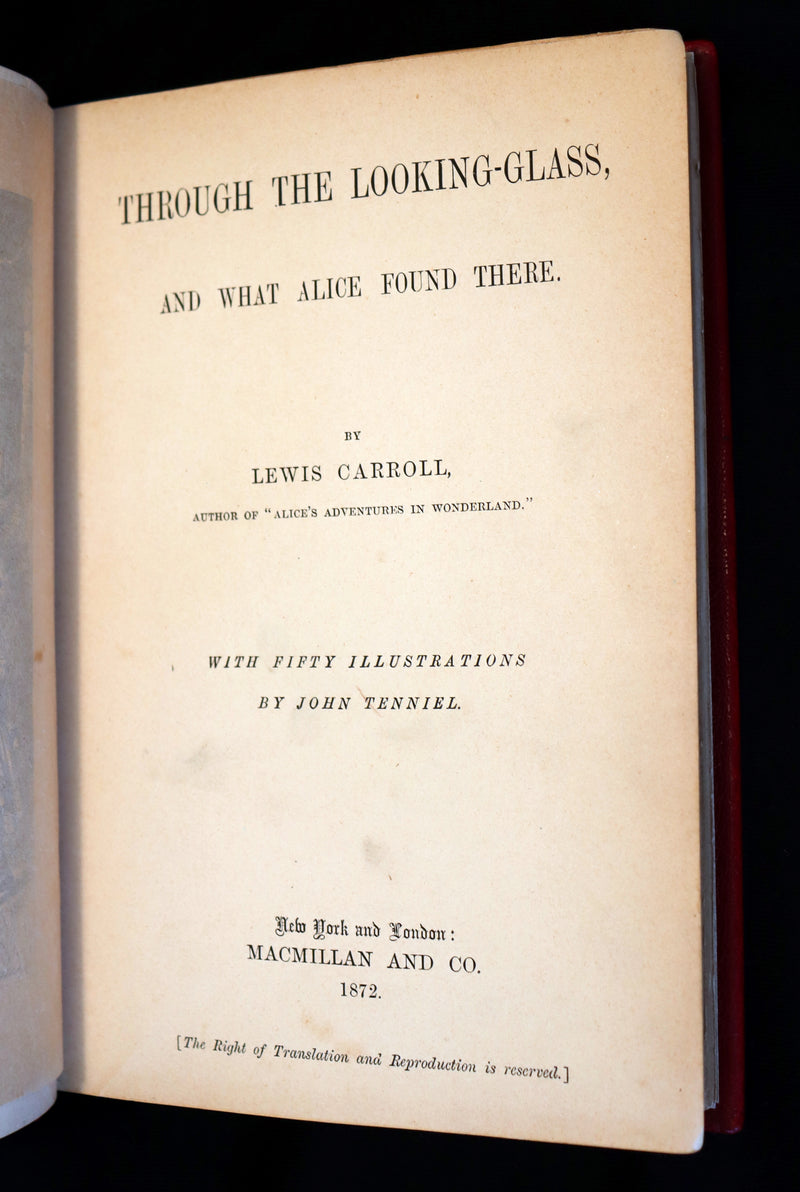 THROUGH THE LOOKING-GLASS,
AND WHAT ALICE FOUND THERE.
BY
LEWIS CARROLL,
AUTHOR OF "ALICE'S ADVENTURES IN WONDERLAND."
WITH FIFTY ILLUSTRATIONS
BY JOHN TENNIEL.
New York and London:
MACMILLAN AND CO.
1872.
[The Right of Translation and Reproduction is reserved.]